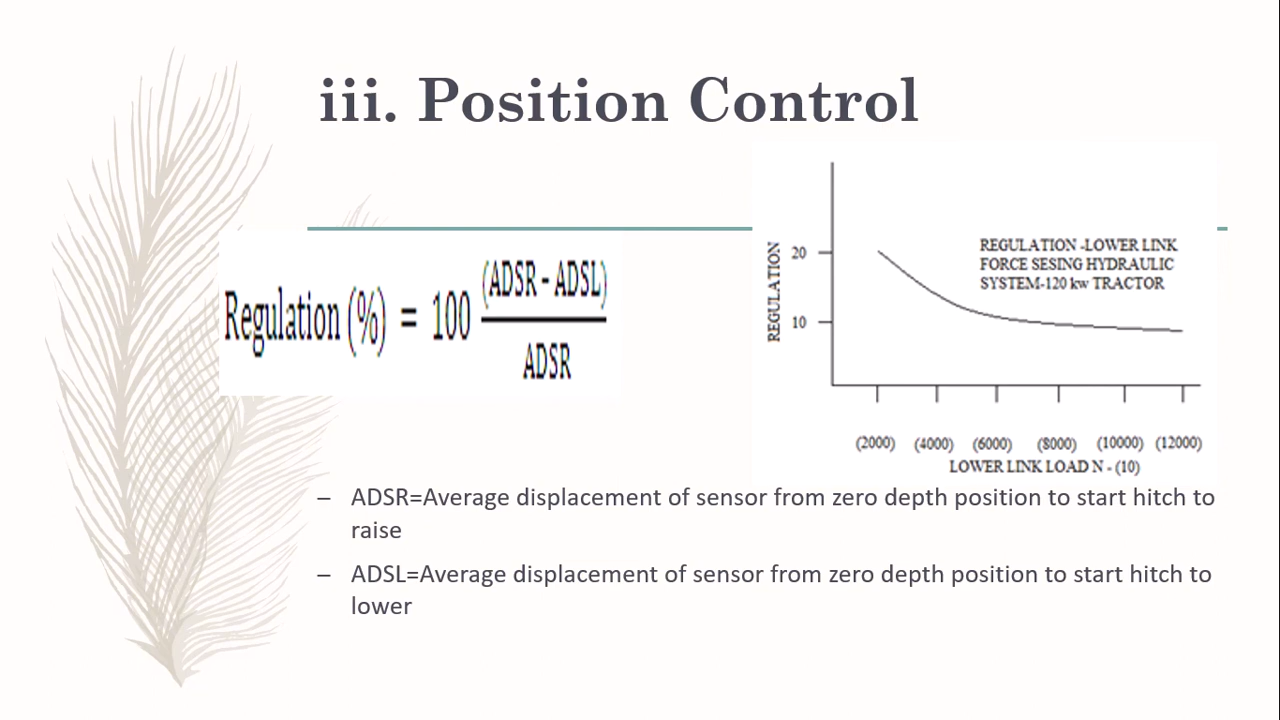 iii. Position Control
Regulation (%) = 100 (ADSR - ADSL)
ADSR
REGULATION
20
10
REGULATION -LOWER LINK
FORCE SESING HYDRAULIC
SYSTEM-120 kw TRACTOR
(2000) (4000) (6000) (8000) (10000) (12000)
LOWER LINK LOAD N - (10)
– ADSR=Average displacement of sensor from zero depth position to start hitch to
raise
– ADSL=Average displacement of sensor from zero depth position to start hitch to
lower